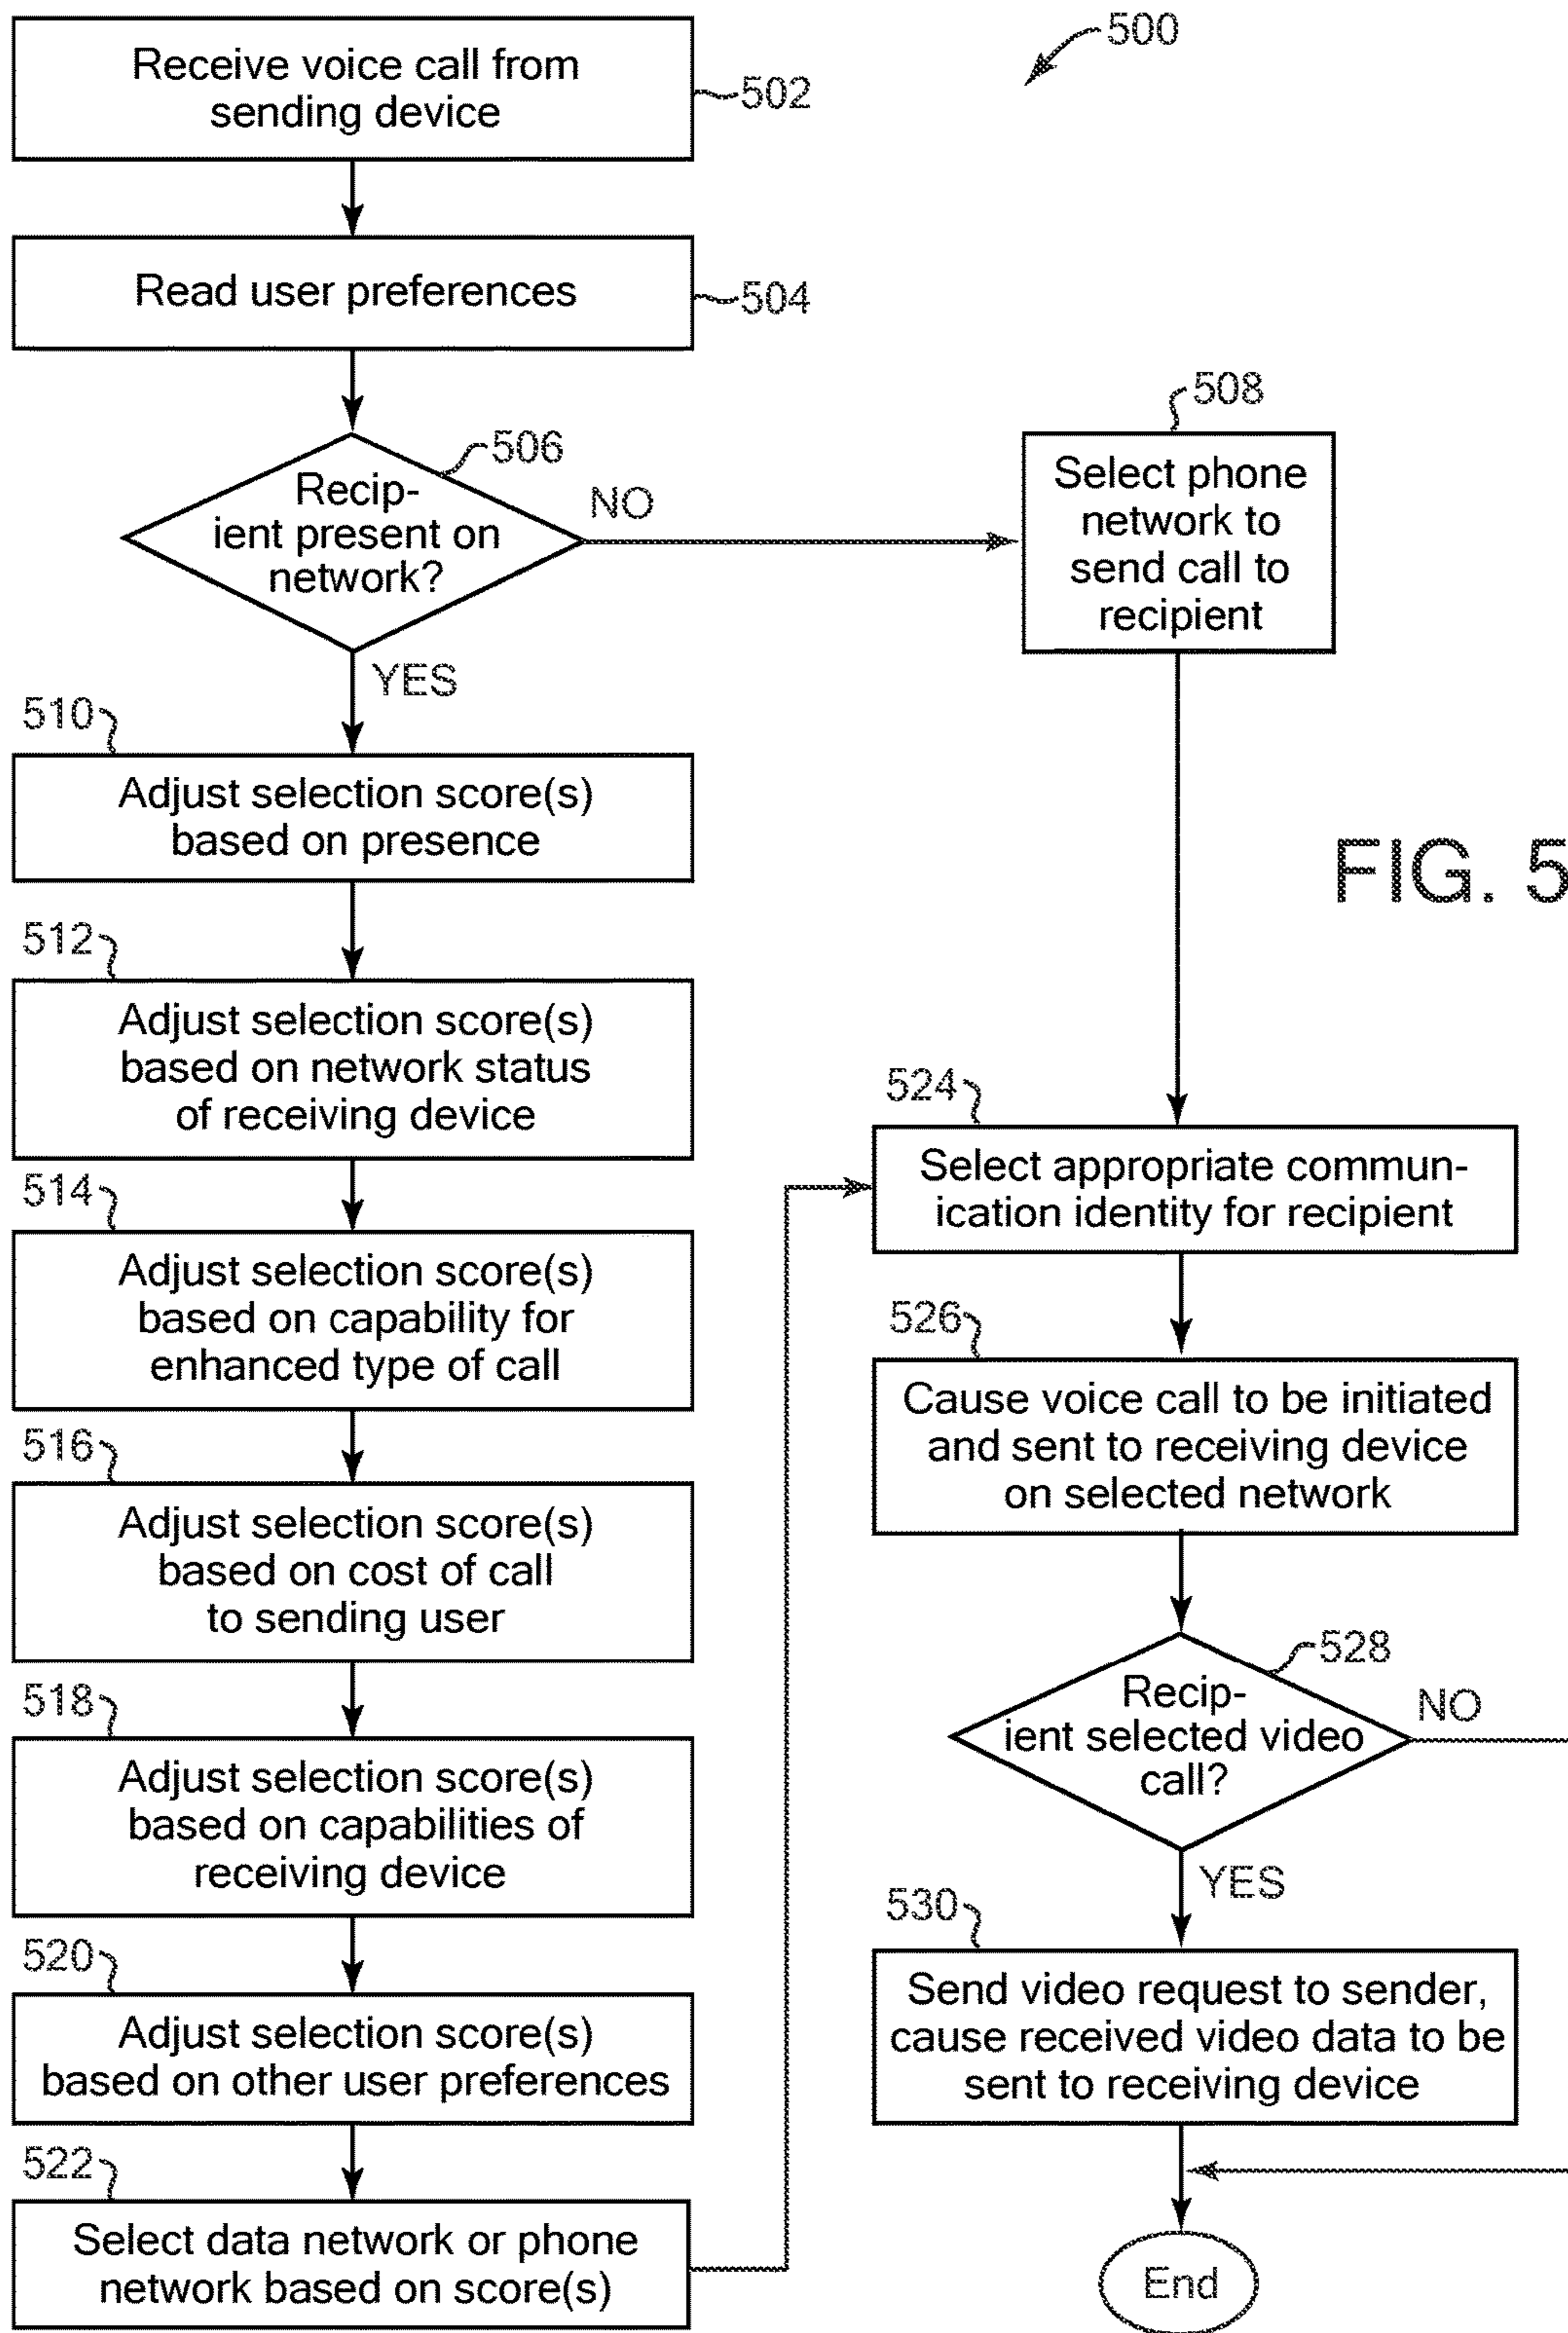 500
Receive voice call from
sending device
502
Read user preferences
504
506
Recip-
ient present on
network?
NO
YES
508
Select phone
network to
send call to
recipient
510
Adjust selection score(s)
based on presence
512
Adjust selection score(s)
based on network status
of receiving device
514
Adjust selection score(s)
based on capability for
enhanced type of call
516
Adjust selection score(s)
based on cost of call
to sending user
518
Adjust selection score(s)
based on capabilities of
receiving device
520
Adjust selection score(s)
based on other user preferences
522
Select data network or phone
network based on score(s)
FIG. 5
524
Select appropriate commun-
ication identity for recipient
526
Cause voice call to be initiated
and sent to receiving device
on selected network
528
Recip-
ient selected video
call?
NO
YES
530
Send video request to sender,
cause received video data to be
sent to receiving device
End